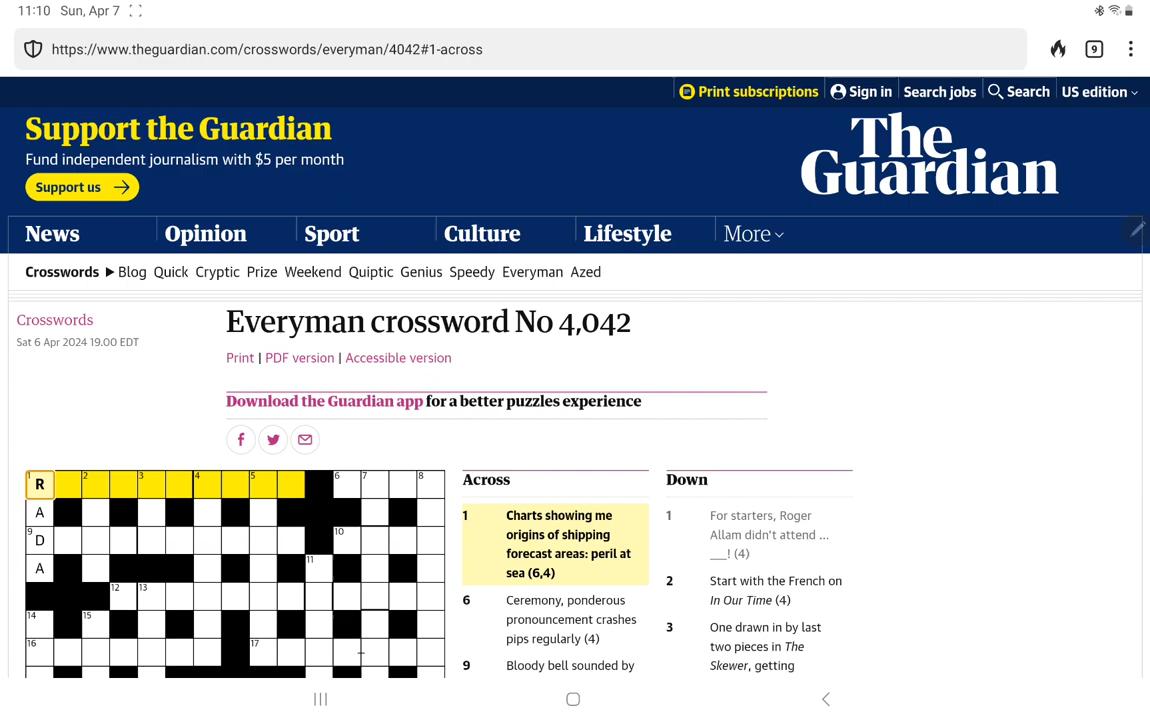 11:10 Sun, Apr 7
https://www.theguardian.com/crosswords/everyman/4042#1-across
9
Print subscriptions
Sign in
Search jobs
Search
US edition
Support the Guardian
Fund independent journalism with $5 per month
Support us
The
Guardian
News
Opinion
Sport
Culture
Lifestyle
More
Crosswords
Blog Quick Cryptic Prize Weekend Quiptic Genius Speedy Everyman Azed
Crosswords
Sat 6 Apr 2024 19.00 EDT
Everyman crossword No 4,042
Print | PDF version | Accessible version
Download the Guardian app for a better puzzles experience
1 R 2 3 4 5 6 7 8
A
9 D 10
A 11
12 13
14 15
16 17
Across
1 Charts showing me
origins of shipping
forecast areas: peril at
sea (6,4)
6 Ceremony, ponderous
pronouncement crashes
pips regularly (4)
9 Bloody bell sounded by
Down
1 For starters, Roger
Allam didn't attend ...
___! (4)
2 Start with the French on
In Our Time (4)
3 One drawn in by last
two pieces in The
Skewer, getting